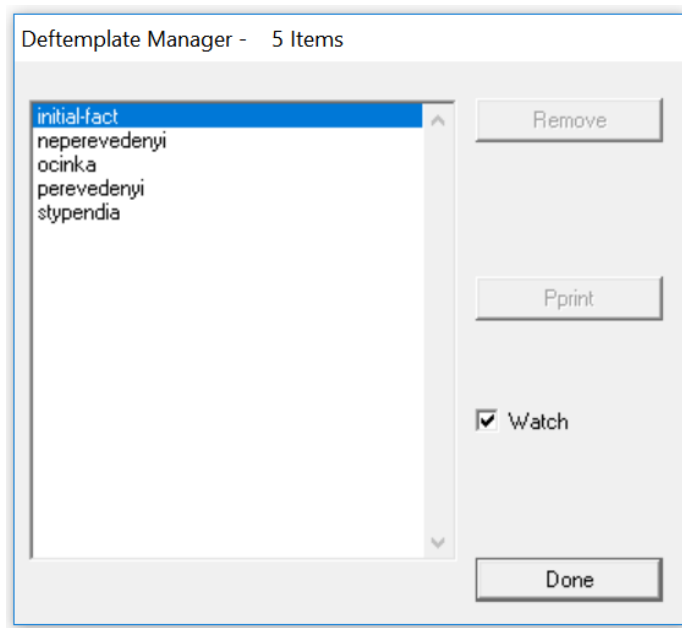 Deftemplate Manager - 5 Items
initial-fact
neperevedenyi
ocinka
perevedenyi
stypendia
Remove
Pprint
Watch
Done